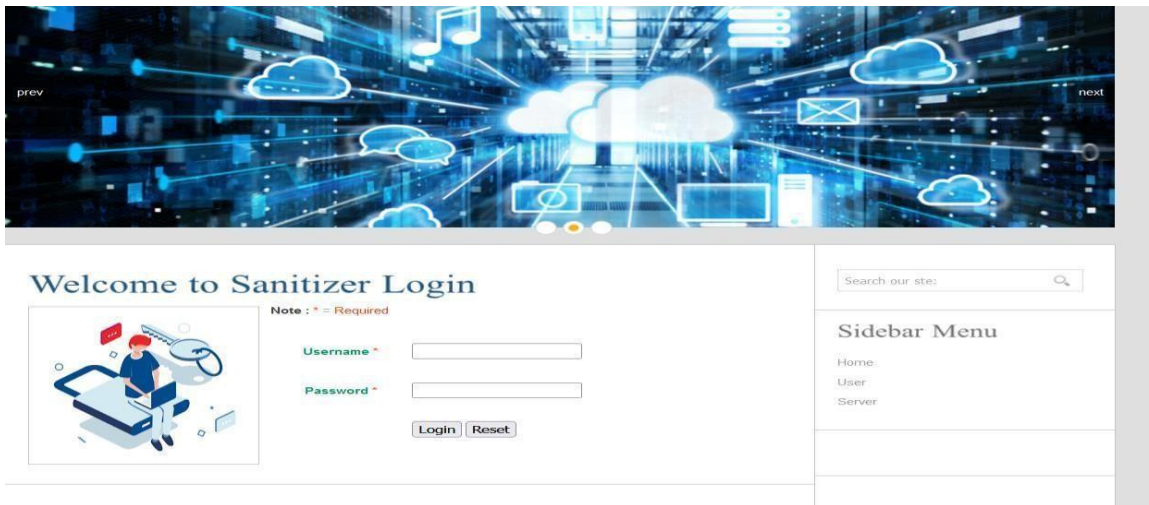 prev
next
Welcome to Sanitizer Login
Note : * = Required
Username *
Password *
Login Reset
Search our ste:
Sidebar Menu
Home
User
Server